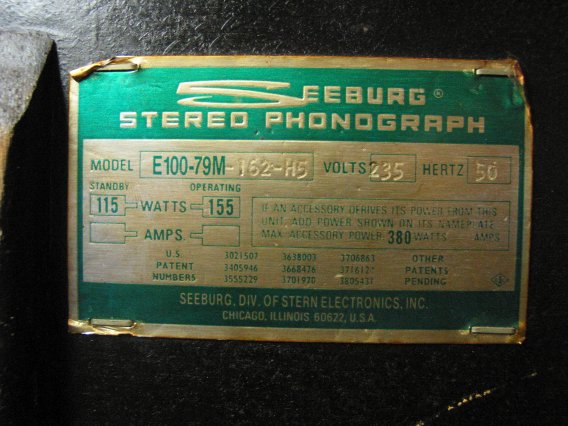 SEEBURG®
STEREO PHONOGRAPH
MODEL E100-79M-162-H5 VOLTS 235 HERTZ 50
STANDBY OPERATING
115 WATTS 155
AMPS
IF AN ACCESSORY DERIVES ITS POWER FROM THIS
UNIT, ADD POWER SHOWN ON ITS NAMEPLATE
MAX. ACCESSORY POWER 380 WATTS AMPS
U.S. 3021507 3638003 3706863 OTHER
PATENT 3405946 3668476 PATENTS
NUMBERS 3555229 3701970 3805431 PENDING
SEEBURG, DIV. OF STERN ELECTRONICS, INC.
CHICAGO, ILLINOIS 60622, U.S.A.